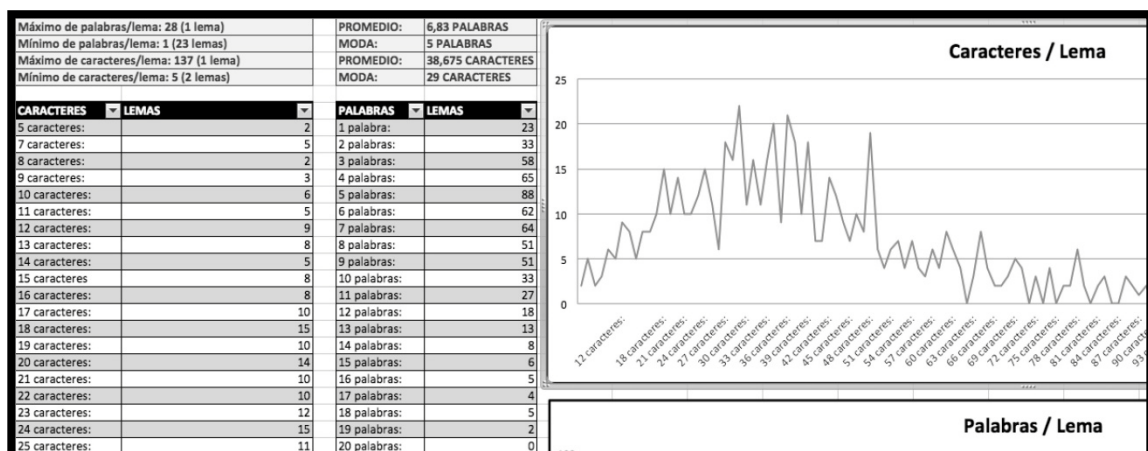 Máximo de palabras/lema: 28 (1 lema) PROMEDIO: 6,83 PALABRAS
Mínimo de palabras/lema: 1 (23 lemas) MODA: 5 PALABRAS
Máximo de caracteres/lema: 137 (1 lema) PROMEDIO: 38,675 CARACTERES
Mínimo de caracteres/lema: 5 (2 lemas) MODA: 29 CARACTERES
CARACTERES LEMAS PALABRAS LEMAS
5 caracteres: 2 1 palabra: 23
7 caracteres: 5 2 palabras: 33
8 caracteres: 2 3 palabras: 58
9 caracteres: 3 4 palabras: 65
10 caracteres: 6 5 palabras: 88
11 caracteres: 5 6 palabras: 62
12 caracteres: 9 7 palabras: 64
13 caracteres: 8 8 palabras: 51
14 caracteres: 5 9 palabras: 51
15 caracteres 8 10 palabras: 33
16 caracteres: 8 11 palabras: 27
17 caracteres: 10 12 palabras: 18
18 caracteres: 15 13 palabras: 13
19 caracteres: 10 14 palabras: 8
20 caracteres: 14 15 palabras: 6
21 caracteres: 10 16 palabras: 5
22 caracteres: 10 17 palabras: 4
23 caracteres: 12 18 palabras: 5
24 caracteres: 15 19 palabras: 2
25 caracteres: 11 20 palabras: 0
Caracteres / Lema
25
20
15
10
5
0
12 caracteres:
18 caracteres:
21 caracteres:
24 caracteres:
27 caracteres:
30 caracteres:
33 caracteres:
36 caracteres:
39 caracteres:
42 caracteres:
45 caracteres:
48 caracteres:
51 caracteres:
54 caracteres:
57 caracteres:
60 caracteres:
63 caracteres:
66 caracteres:
69 caracteres:
72 caracteres:
75 caracteres:
78 caracteres:
81 caracteres:
84 caracteres:
87 caracteres:
90
93
Palabras / Lema